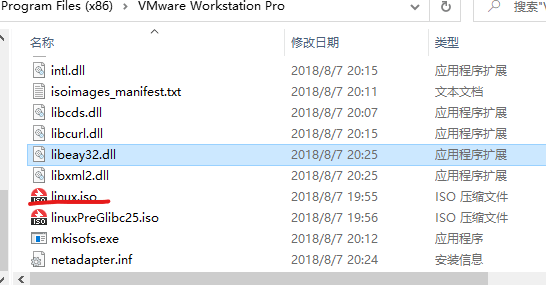 Program Files (x86) › VMware Workstation Pro
搜索"V
名称 修改日期 类型
intl.dll 2018/8/7 20:15 应用程序扩展
isoimages_manifest.txt 2018/8/7 20:11 文本文档
libcds.dll 2018/8/7 20:07 应用程序扩展
libcurl.dll 2018/8/7 20:15 应用程序扩展
libeay32.dll 2018/8/7 20:25 应用程序扩展
libxml2.dll 2018/8/7 20:25 应用程序扩展
linux.iso 2018/8/7 19:55 ISO 压缩文件
linuxPreGlibc25.iso 2018/8/7 19:56 ISO 压缩文件
mkisofs.exe 2018/8/7 20:12 应用程序
netadapter.inf 2018/8/7 20:24 安装信息